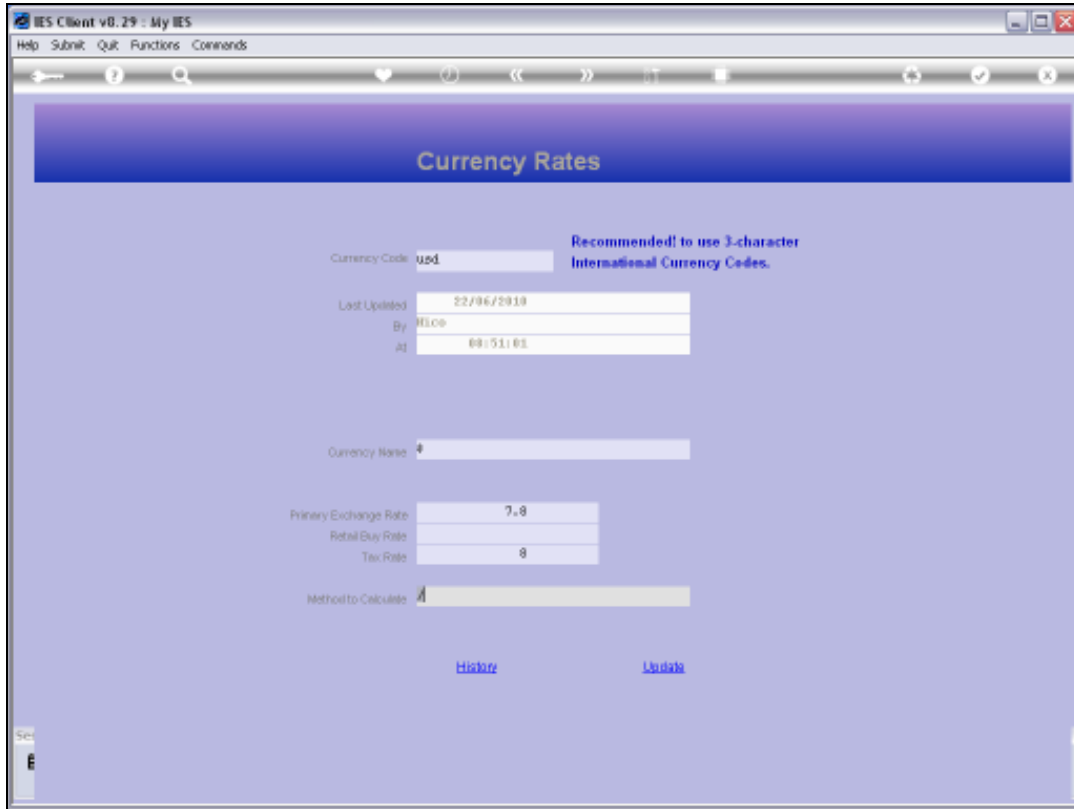 IES Client v8.29 : My IES
Help Submit Quit Functions Commands
Currency Rates
Currency Code usd
Recommended! to use 3-character
International Currency Codes.
Last Updated 22/06/2010
By Nico
At 08:51:01
Currency Name
Primary Exchange Rate 7.8
Retail Buy Rate
Tax Rate 8
Method to Calculate /
History Update